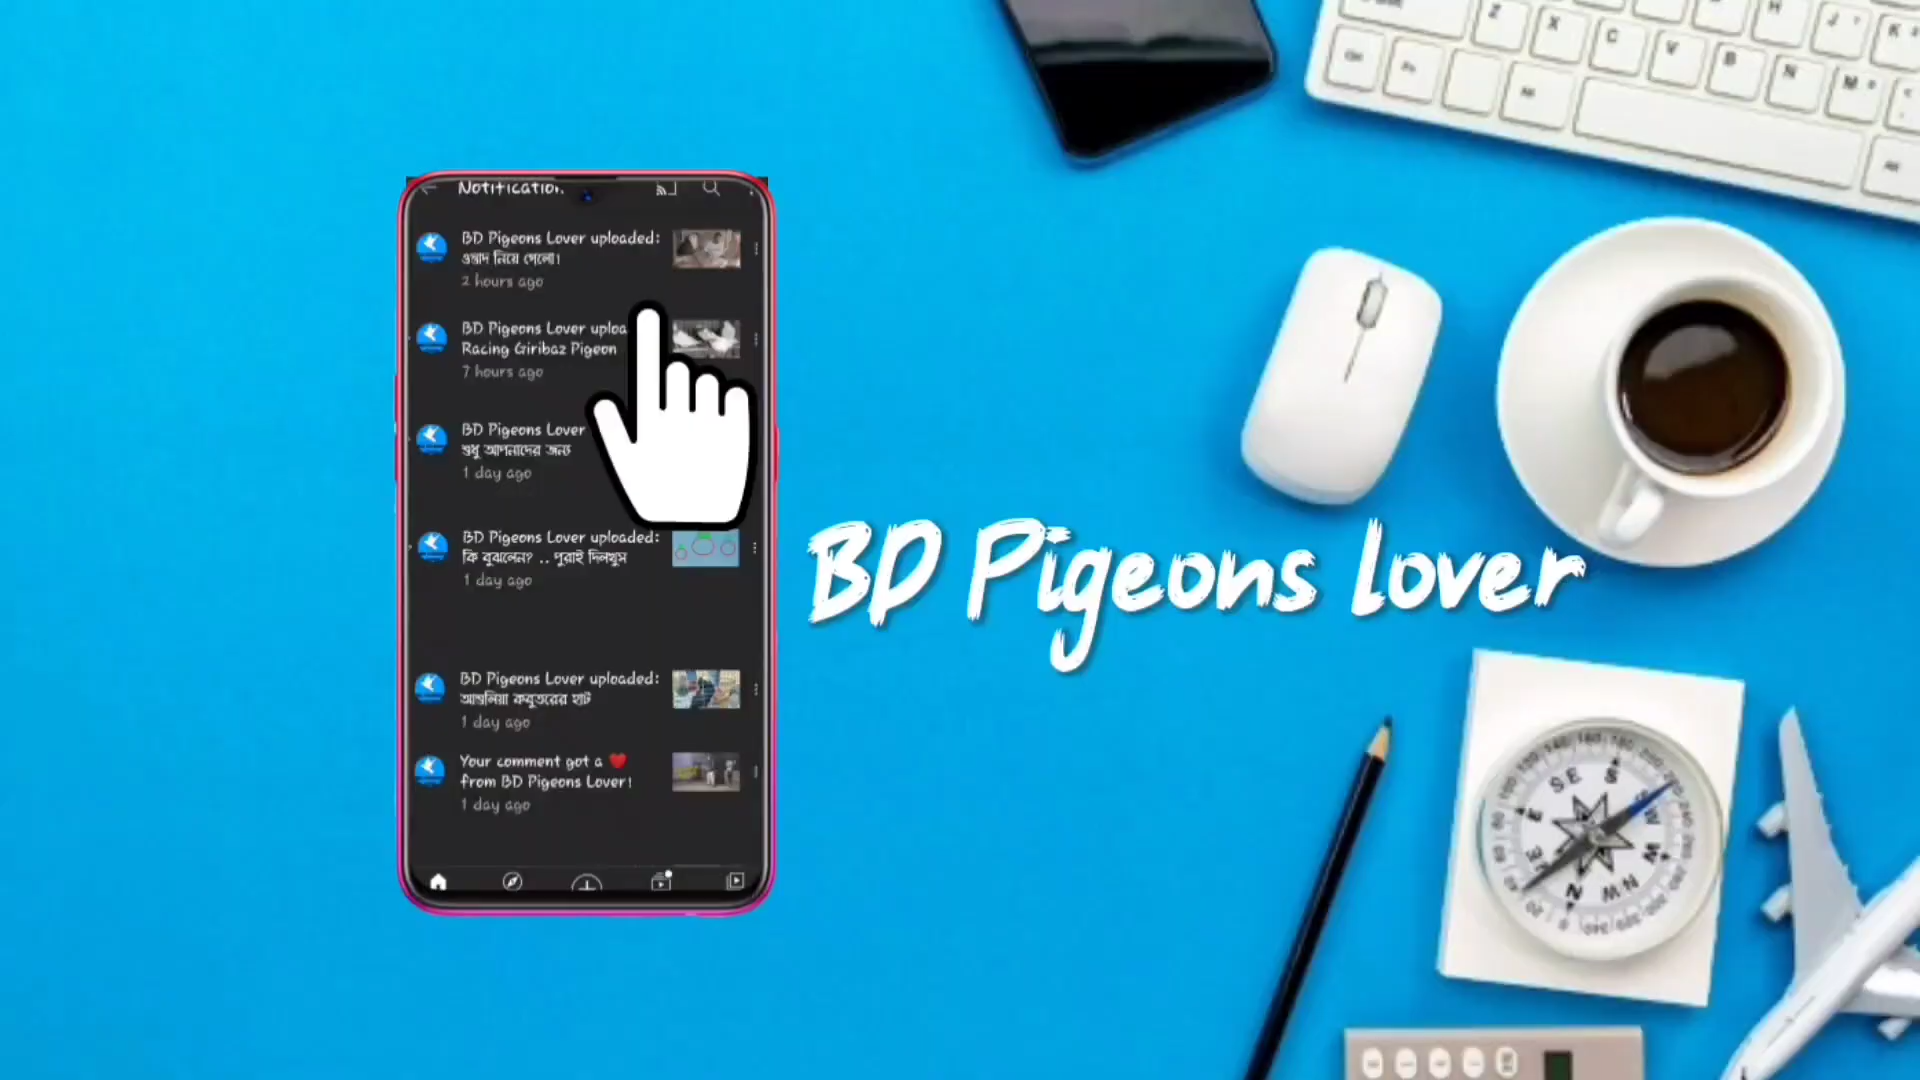 Notification
BD Pigeons Lover uploaded:
ওস্তাদ নিয়ে গেলো!
2 hours ago
BD Pigeons Lover uploa
Racing Giribaz Pigeon
7 hours ago
BD Pigeons Lover
শুধু আপনাদের জন্য
1 day ago
BD Pigeons Lover uploaded:
কি বুঝলেন? .. পুরাই দিলখুস
1 day ago
BD Pigeons Lover uploaded:
আশুলিয়া কবুতরের হাট
1 day ago
Your comment got a ❤️
from BD Pigeons Lover!
1 day ago
BD Pigeons lover
Z X C V B N M
H J K
SE S
E W
N NW